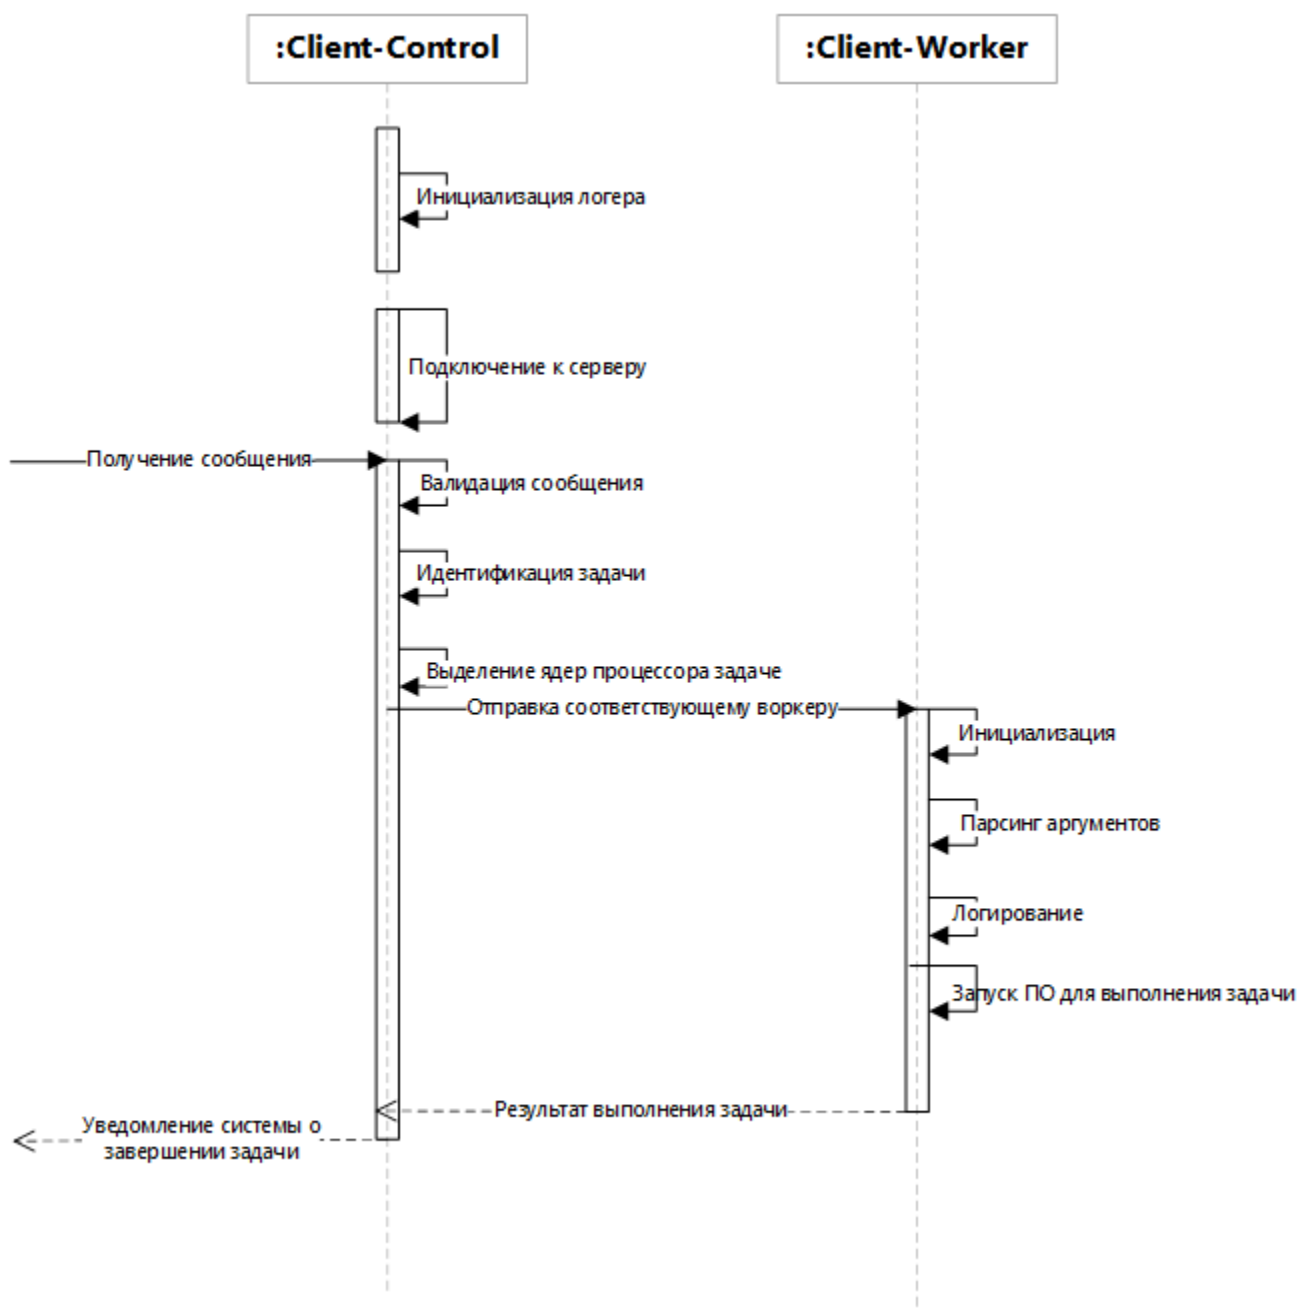 :Client-Control
:Client-Worker
Инициализация логера
Подключение к серверу
Получение сообщения
Валидация сообщения
Идентификация задачи
Выделение ядер процессора задаче
Отправка соответствующему воркеру
Инициализация
Парсинг аргументов
Логирование
Запуск ПО для выполнения задачи
Результат выполнения задачи
Уведомление системы о
завершении задачи